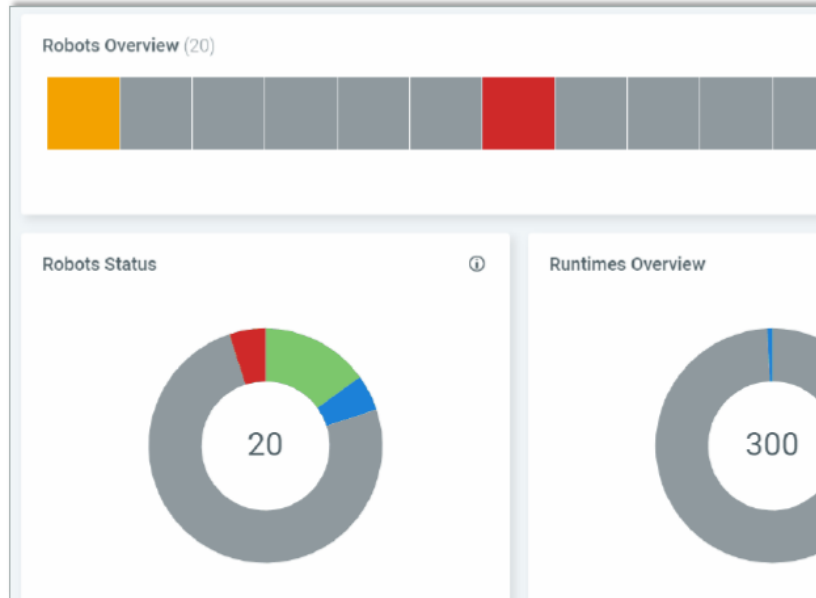 Robots Overview (20)
Robots Status
Runtimes Overview
20
300